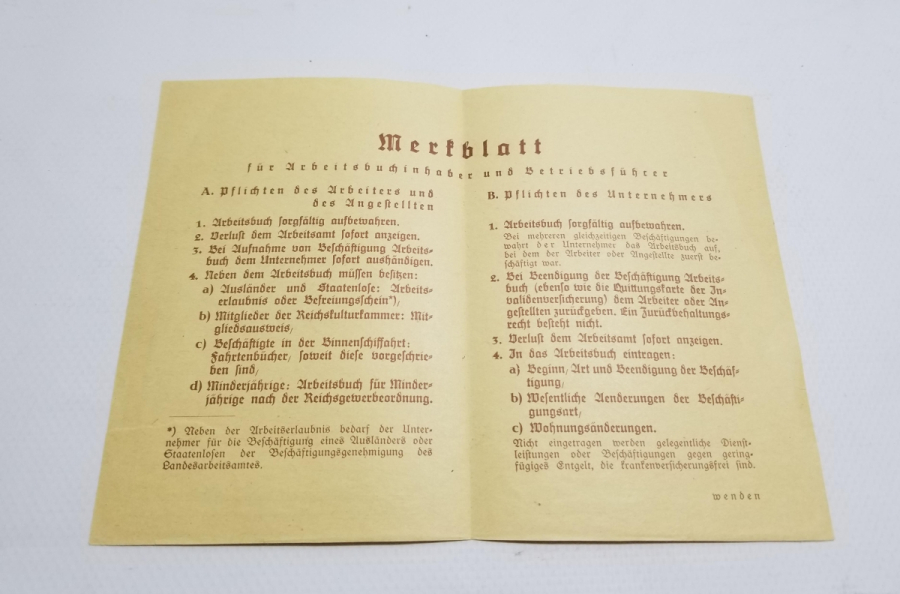 Merkblatt
für Arbeitsbuchinhaber und Betriebsführer
A. Pflichten des Arbeiters und
des Angestellten
1. Arbeitsbuch sorgfältig aufbewahren.
2. Verlust dem Arbeitsamt sofort anzeigen.
3. Bei Aufnahme von Beschäftigung Arbeits-
buch dem Unternehmer sofort aushändigen.
4. Neben dem Arbeitsbuch müssen besitzen:
a) Ausländer und Staatenlose: Arbeits-
erlaubnis oder Befreiungsschein*),
b) Mitglieder der Reichskulturkammer: Mit-
gliedsausweis,
c) Beschäftigte in der Binnenschiffahrt:
Fahrtenbücher, soweit diese vorgeschrie-
ben sind,
d) Minderjährige: Arbeitsbuch für Minder-
jährige nach der Reichsgewerbeordnung.
*) Neben der Arbeitserlaubnis bedarf der Unter-
nehmer für die Beschäftigung eines Ausländers oder
Staatenlosen der Beschäftigungsgenehmigung des
Landesarbeitsamtes.
B. Pflichten des Unternehmers
1. Arbeitsbuch sorgfältig aufbewahren.
Bei mehreren gleichzeitigen Beschäftigungen be-
wahrt der Unternehmer das Arbeitsbuch auf,
bei dem der Arbeiter oder Angestellte zuerst be-
schäftigt war.
2. Bei Beendigung der Beschäftigung Arbeits-
buch (ebenso wie die Quittungskarte der In-
validenversicherung) dem Arbeiter oder An-
gestellten zurückgeben. Ein Zurückbehaltungs-
recht besteht nicht.
3. Verlust dem Arbeitsamt sofort anzeigen.
4. In das Arbeitsbuch eintragen:
a) Beginn, Art und Beendigung der Beschäf-
tigung,
b) Wesentliche Aenderungen der Beschäfti-
gungsart,
c) Wohnungsänderungen.
Nicht eingetragen werden gelegentliche Dienst-
leistungen oder Beschäftigungen gegen gering-
fügiges Entgelt, die krankenversicherungsfrei sind.
wenden